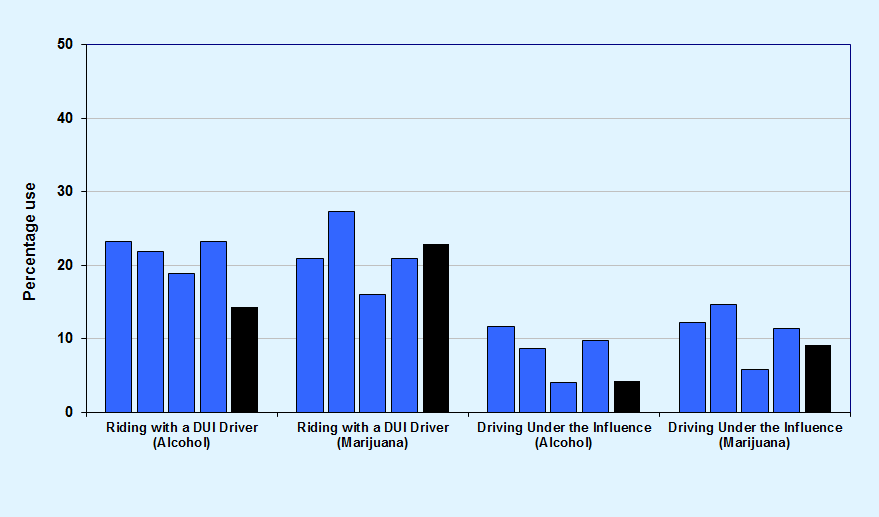 50
40
30
20
10
0
Percentage use
Riding with a DUI Driver
(Alcohol)
Riding with a DUI Driver
(Marijuana)
Driving Under the Influence
(Alcohol)
Driving Under the Influence
(Marijuana)